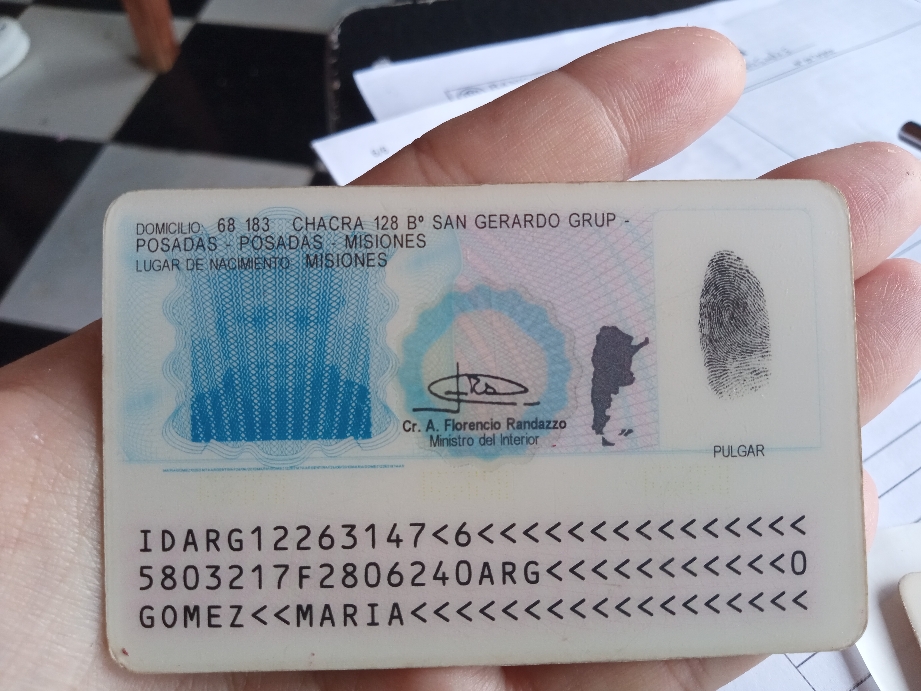 DOMICILIO 68 183 CHACRA 128 Bº SAN GERARDO GRUP -
POSADAS - POSADAS - MISIONES
LUGAR DE NACIMIENTO MISIONES
Cr. A. Florencio Randazzo
Ministro del Interior
PULGAR
IDARG12263147<6<<<<<<<<<<<<<<<
5803217F2806240ARG<<<<<<<<<<<0
GOMEZ<<MARIA<<<<<<<<<<<<<<<<<<